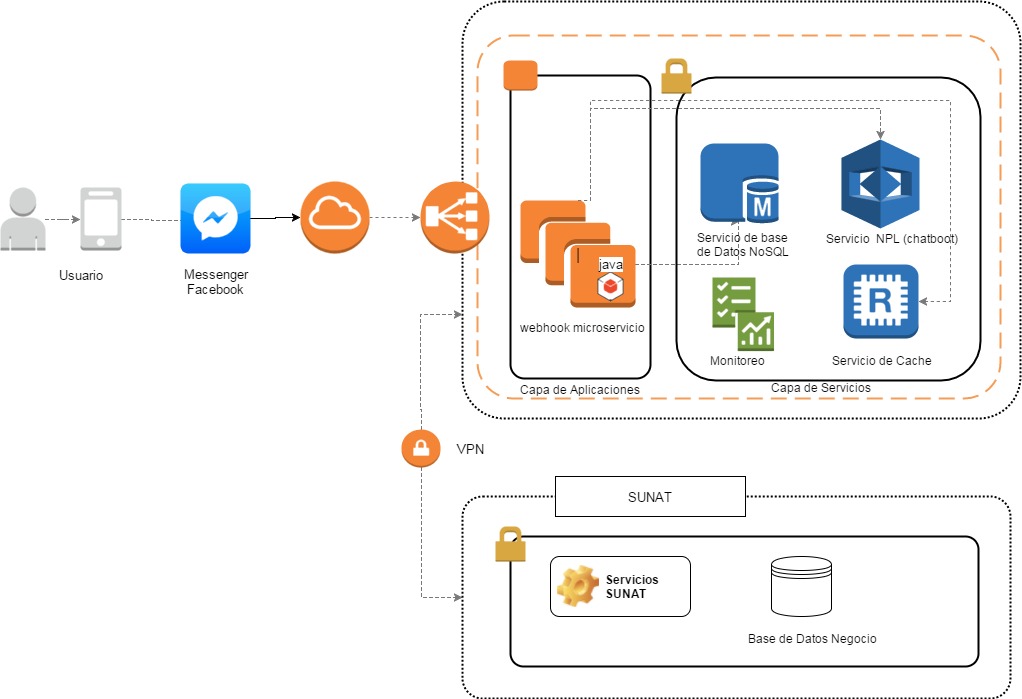 Usuario
Messenger
Facebook
java
webhook microservicio
Capa de Aplicaciones
M
Servicio de base
de Datos NoSQL
Servicio NPL (chatboot)
Monitoreo
R
Servicio de Cache
Capa de Servicios
VPN
SUNAT
Servicios
SUNAT
Base de Datos Negocio